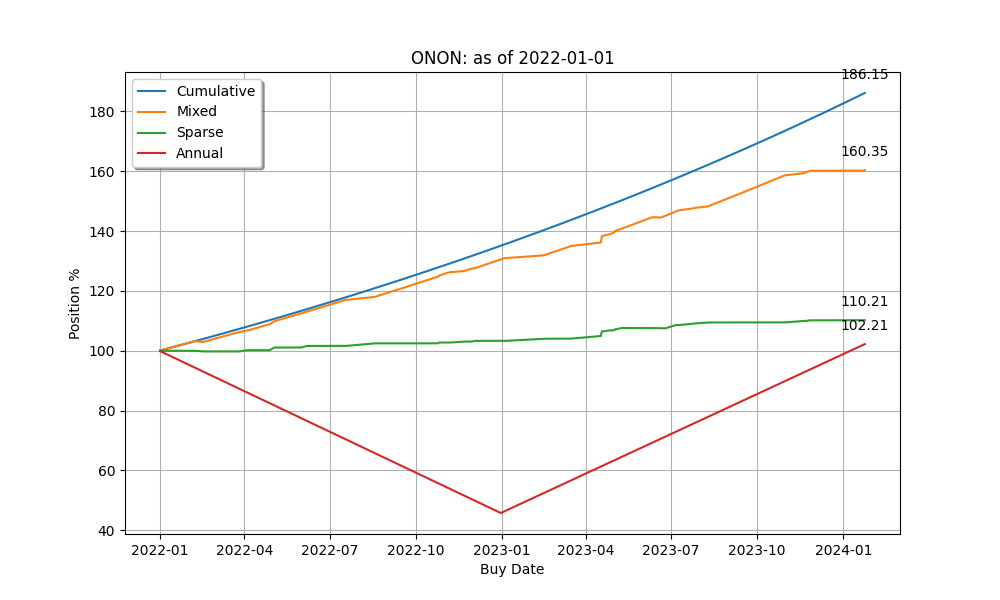 ONON: as of 2022-01-01
Cumulative
Mixed
Sparse
Annual
186.15
160.35
110.21
102.21
Position %
180
160
140
120
100
80
60
40
2022-01 2022-04 2022-07 2022-10 2023-01 2023-04 2023-07 2023-10 2024-01
Buy Date